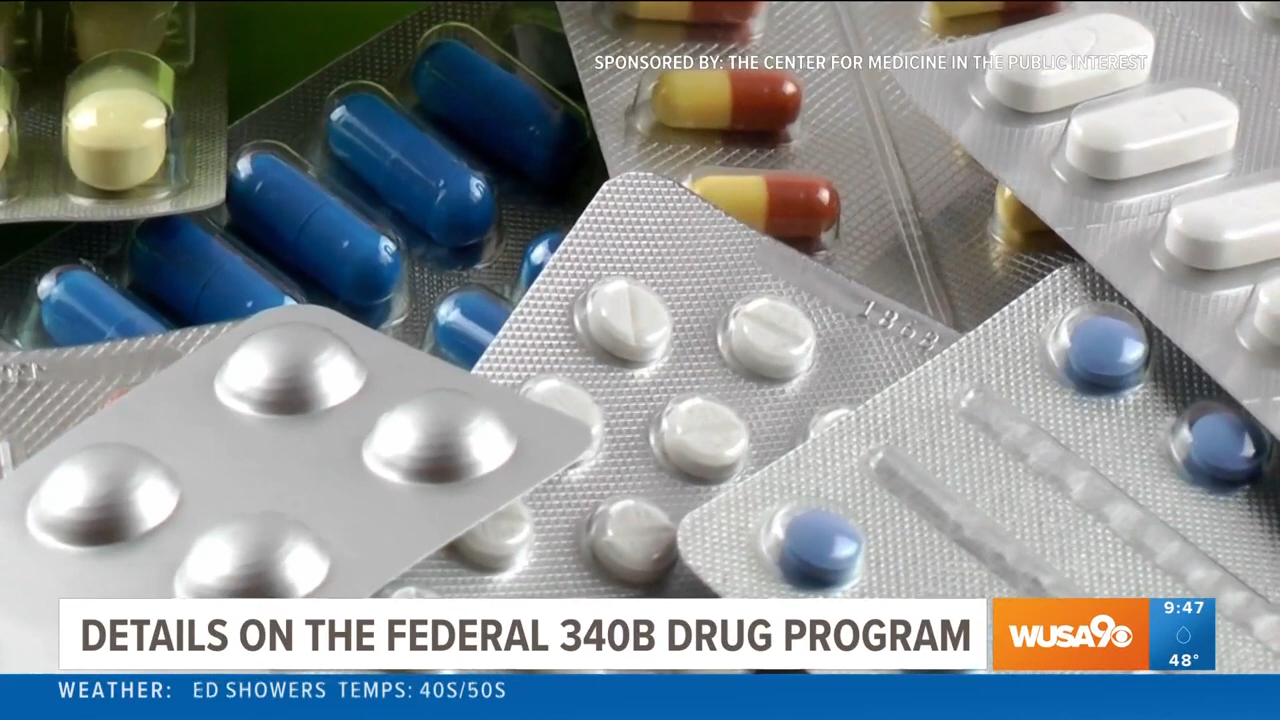 SPONSORED BY: THE CENTER FOR MEDICINE IN THE PUBLIC INTEREST
DETAILS ON THE FEDERAL 340B DRUG PROGRAM
WUSA9
9:47
48°
WEATHER: ED SHOWERS TEMPS: 40S/50S